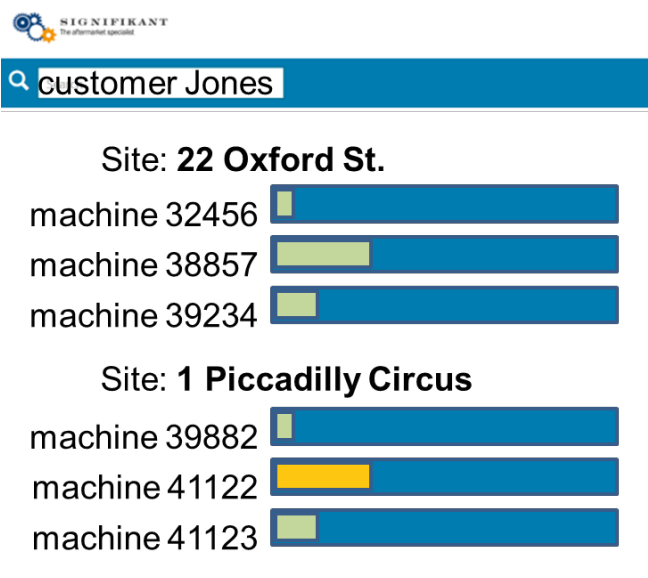 SIGNIFIKANT
The aftermarket specialist
customer Jones
Site: 22 Oxford St.
machine 32456
machine 38857
machine 39234
Site: 1 Piccadilly Circus
machine 39882
machine 41122
machine 41123